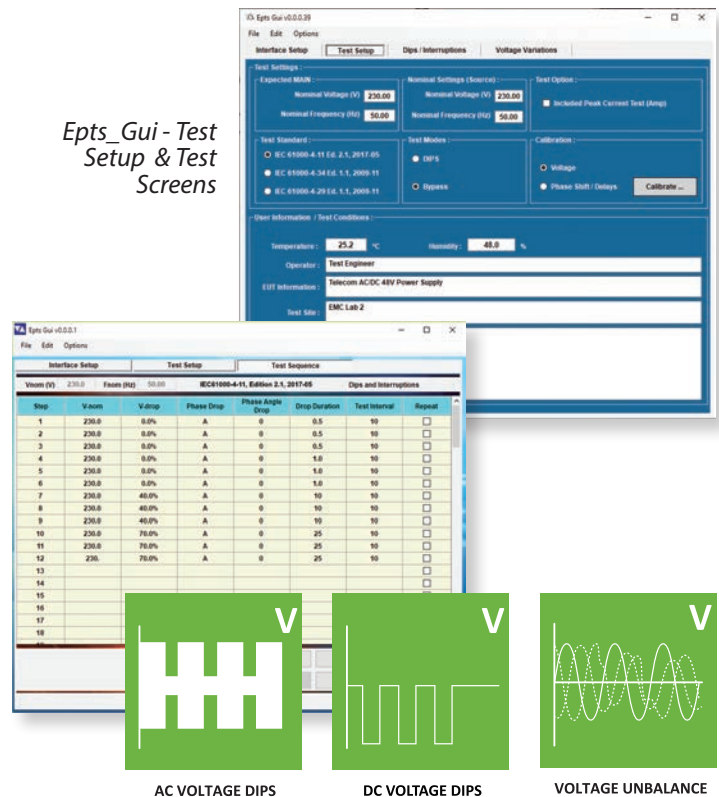 Epts Gui v0.0.0.39
File Edit Options
Interface Setup Test Setup Dips / Interruptions Voltage Variations
Test Settings :
Expected MAIN : Nominal Settings (Source) : Test Option :
Nominal Voltage (V) 230.00 Nominal Voltage (V) 230.00
Included Peak Current Test (Amp)
Nominal Frequency (Hz) 50.00 Nominal Frequency (Hz) 50.00
Epts_Gui - Test
Setup & Test
Screens
Test Standard : Test Modes : Calibration :
IEC 61000-4-11 Ed. 2.1, 2017-05 DIPS
Voltage
IEC 61000-4-34 Ed. 1.1, 2009-11
IEC 61000-4-29 Ed. 1.1, 2009-11 Bypass Phase Shift / Delays Calibrate ...
User Information / Test Conditions :
Temperature : 25.2 °C Humidity : 48.0 %
Operator : Test Engineer
EUT Information : Telecom AC/DC 48V Power Supply
Test Site : EMC Lab 2
Epts Gui v0.0.0.1
File Edit Options
Interface Setup Test Setup Test Sequence
Vnom (V) 230.0 Fnom (Hz) 50.00 IEC61000-4-11, Edition 2.1, 2017-05 Dips and Interruptions
Step V-nom V-drop Phase Drop Phase Angle Drop Drop Duration Test Interval Repeat
1 230.0 0.0% A 0 0.5 10
2 230.0 0.0% A 0 0.5 10
3 230.0 0.0% A 0 0.5 10
4 230.0 0.0% A 0 1.0 10
5 230.0 0.0% A 0 1.0 10
6 230.0 0.0% A 0 1.0 10
7 230.0 40.0% A 0 10 10
8 230.0 40.0% A 0 10 10
9 230.0 40.0% A 0 10 10
10 230.0 70.0% A 0 25 10
11 230.0 70.0% A 0 25 10
12 230. 70.0% A 0 25 10
13
14
15
16
17
18
V V V
AC VOLTAGE DIPS DC VOLTAGE DIPS VOLTAGE UNBALANCE